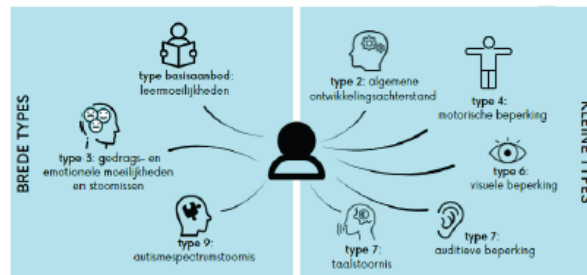 BREDE TYPES
type basisaanbod:
leermoeilijkheden
type 3: gedrags- en
emotionele moeilijkheden
en stoornissen
type 9:
autismespectrumstoornis
type 2: algemene
ontwikkelingsachterstand
type 4:
motorische beperking
type 6:
visuele beperking
type 7:
auditieve beperking
type 7:
taalstoornis
KLEINE TYPES